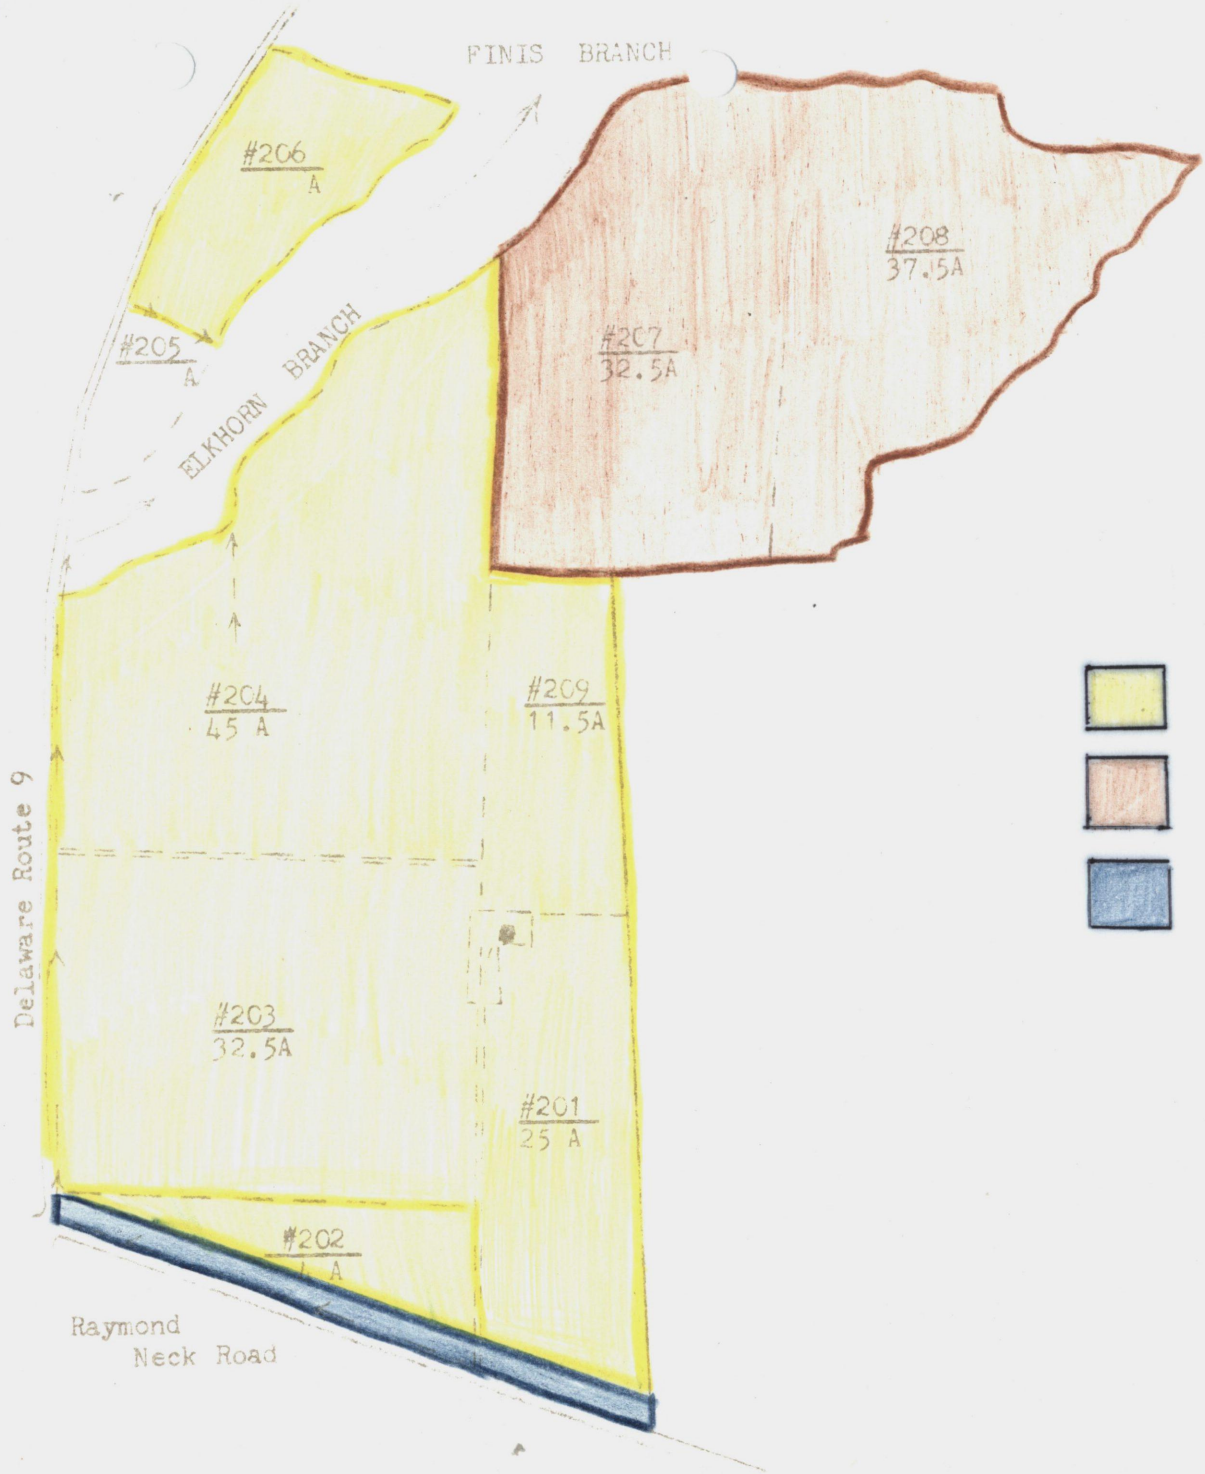 FINIS BRANCH
#206
A
#208
37.5A
#205
A
ELKHORN BRANCH
#207
32.5A
#204
45 A
#209
11.5A
Delaware Route 9
#203
32.5A
#201
25 A
#202
4 A
Raymond
Neck Road